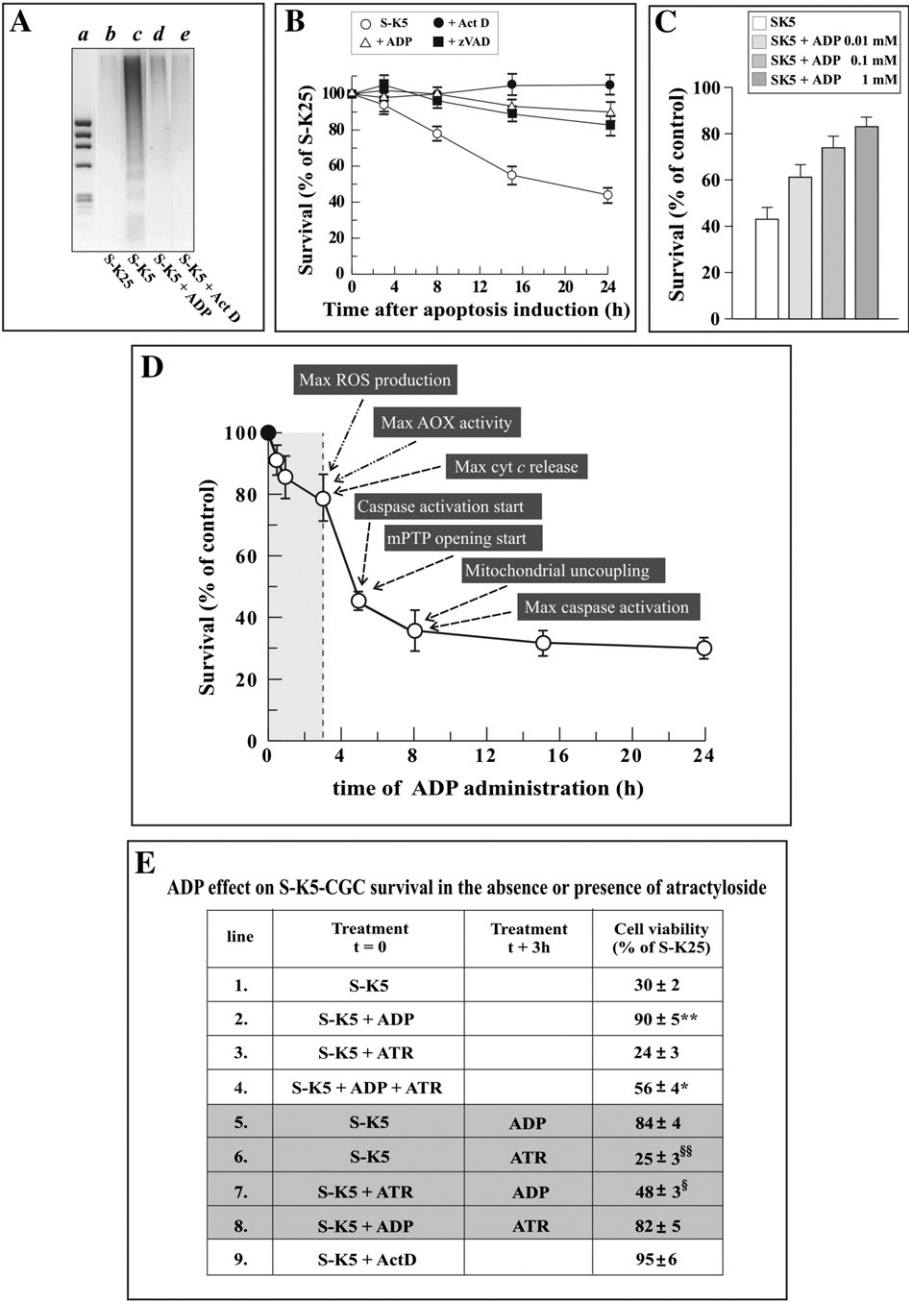 A
a b c d e
S-K25
S-K5
S-K5 + ADP
S-K5 + Act D
B
S-K5 + Act D
+ ADP + zVAD
Survival (% of S-K25)
100
80
60
40
20
0
0 4 8 12 16 20 24
Time after apoptosis induction (h)
C
SK5
SK5 + ADP 0.01 mM
SK5 + ADP 0.1 mM
SK5 + ADP 1 mM
Survival (% of control)
100
80
60
40
20
0
D
Max ROS production
Max AOX activity
Max cyt c release
Caspase activation start
mPTP opening start
Mitochondrial uncoupling
Max caspase activation
Survival (% of control)
100
80
60
40
20
0
0 4 8 12 16 20 24
time of ADP administration (h)
E
ADP effect on S-K5-CGC survival in the absence or presence of atractyloside
line Treatment Treatment Cell viability
t = 0 t + 3h (% of S-K25)
1. S-K5 30 ± 2
2. S-K5 + ADP 90 ± 5**
3. S-K5 + ATR 24 ± 3
4. S-K5 + ADP + ATR 56 ± 4*
5. S-K5 ADP 84 ± 4
6. S-K5 ATR 25 ± 3§§
7. S-K5 + ATR ADP 48 ± 3§
8. S-K5 + ADP ATR 82 ± 5
9. S-K5 + ActD 95 ± 6